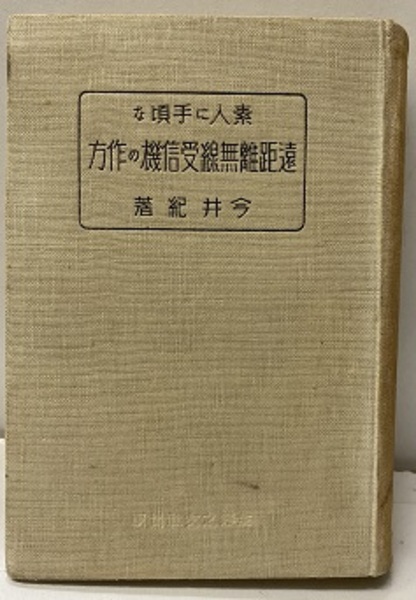 素人に手頃な
遠距離無線受信機の作方
今井紀著